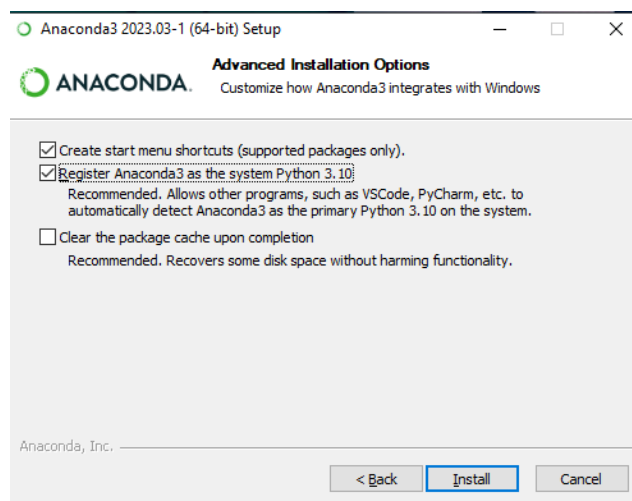 Anaconda3 2023.03-1 (64-bit) Setup
ANACONDA.
Advanced Installation Options
Customize how Anaconda3 integrates with Windows
Create start menu shortcuts (supported packages only).
Register Anaconda3 as the system Python 3.10
Recommended. Allows other programs, such as VSCode, PyCharm, etc. to
automatically detect Anaconda3 as the primary Python 3.10 on the system.
Clear the package cache upon completion
Recommended. Recovers some disk space without harming functionality.
Anaconda, Inc.
< Back
Install
Cancel